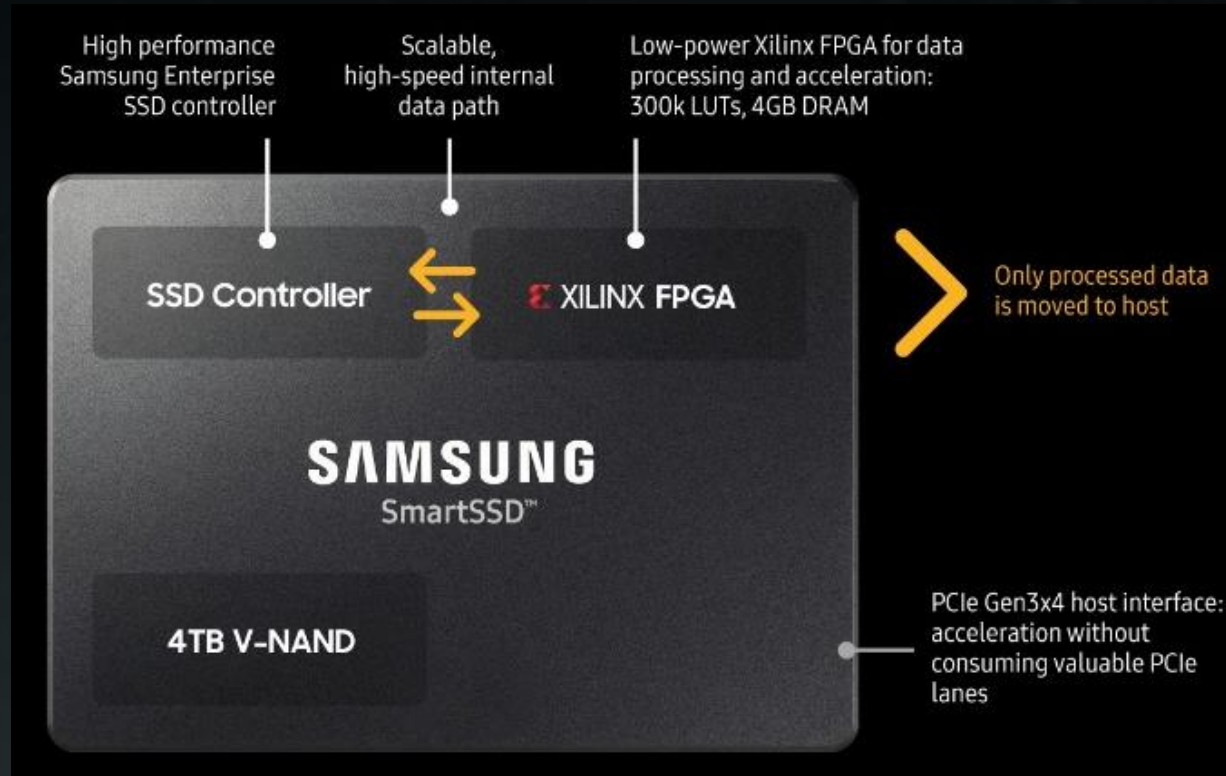 High performance
Samsung Enterprise
SSD controller
Scalable,
high-speed internal
data path
Low-power Xilinx FPGA for data
processing and acceleration:
300k LUTs, 4GB DRAM
SSD Controller
XILINX FPGA
Only processed data
is moved to host
SAMSUNG
SmartSSD™
4TB V-NAND
PCIe Gen3x4 host interface:
acceleration without
consuming valuable PCIe
lanes